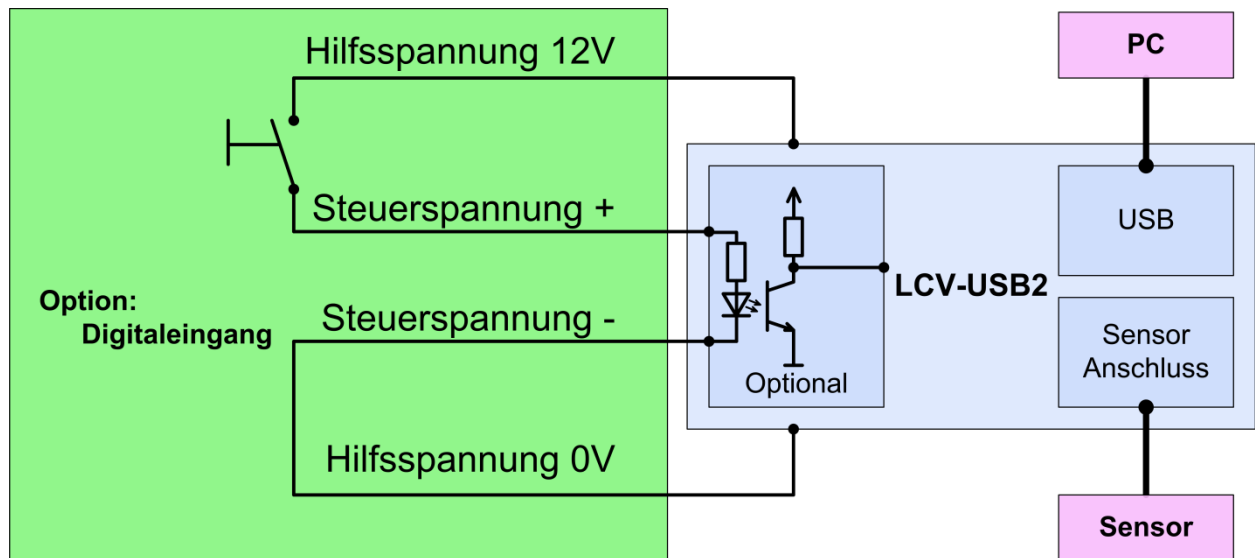 Hilfsspannung 12V
PC
Steuerspannung +
USB
LCV-USB2
Option:
Digitaleingang
Steuerspannung -
Sensor
Anschluss
Optional
Hilfsspannung 0V
Sensor